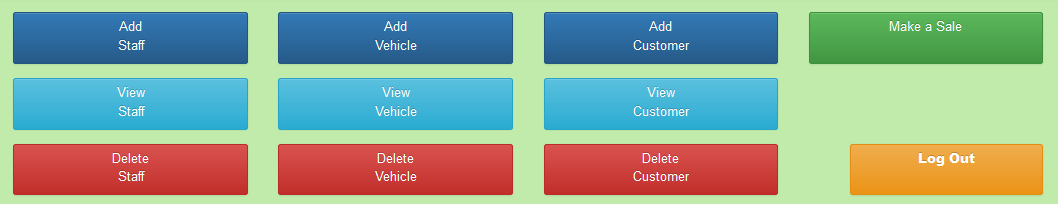 Add
Staff
Add
Vehicle
Add
Customer
Make a Sale
View
Staff
View
Vehicle
View
Customer
Delete
Staff
Delete
Vehicle
Delete
Customer
Log Out